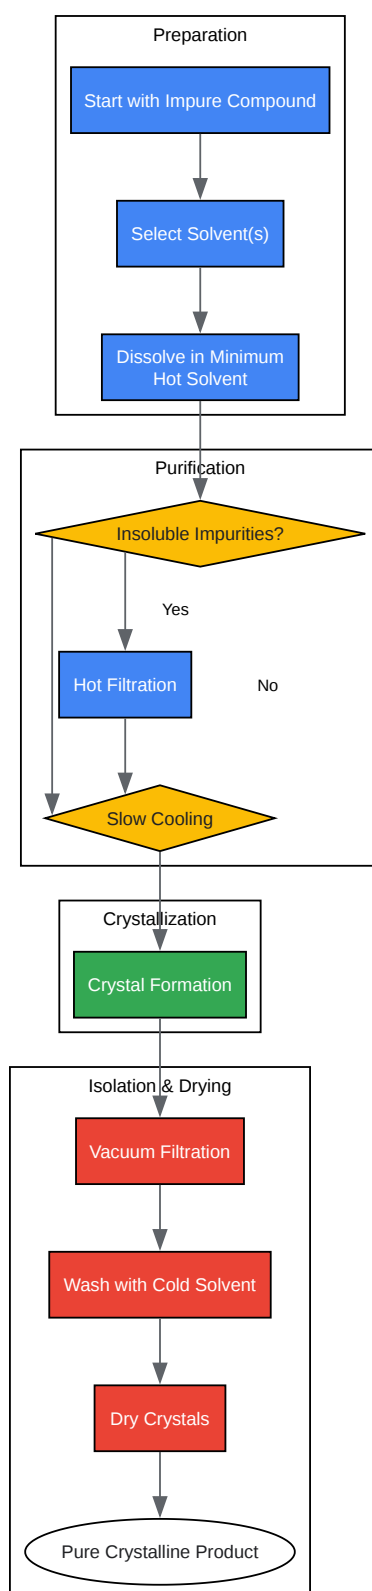 Preparation
Start with Impure Compound
Select Solvent(s)
Dissolve in Minimum
Hot Solvent
Purification
Insoluble Impurities?
Yes
Hot Filtration
No
Slow Cooling
Crystallization
Crystal Formation
Isolation & Drying
Vacuum Filtration
Wash with Cold Solvent
Dry Crystals
Pure Crystalline Product